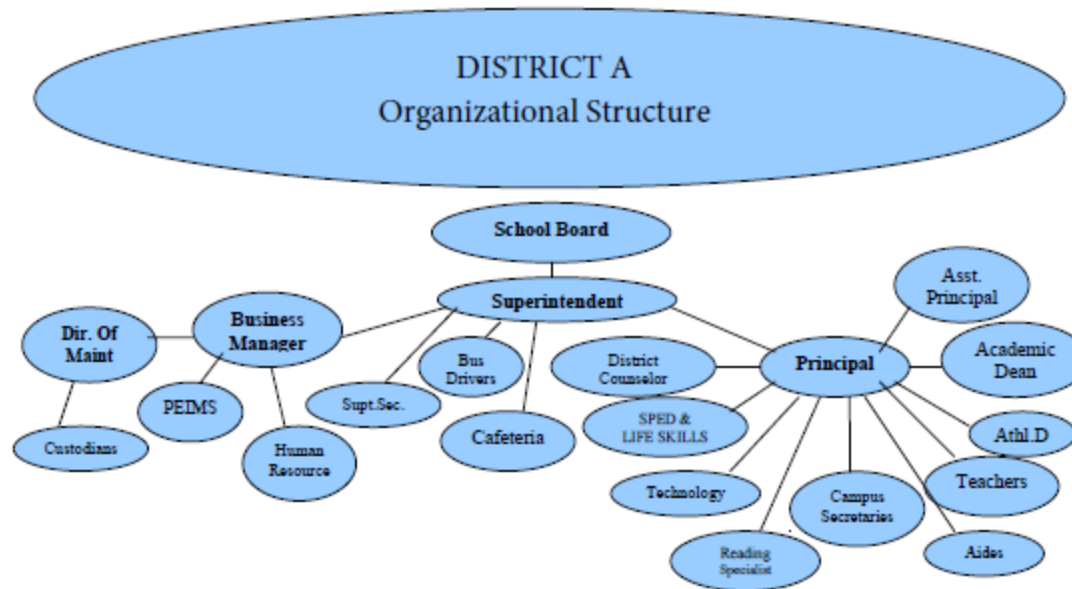 DISTRICT A
Organizational Structure
School Board
Superintendent
Asst.
Principal
Dir. Of
Maint
Business
Manager
Bus
Drivers
District
Counselor
Principal
Academic
Dean
PEIMS
Supt.Sec.
SPED &
LIFE SKILLS
Custodians
Human
Resource
Cafeteria
Athl.D
Technology
Campus
Secretaries
Teachers
Reading
Specialist
Aides